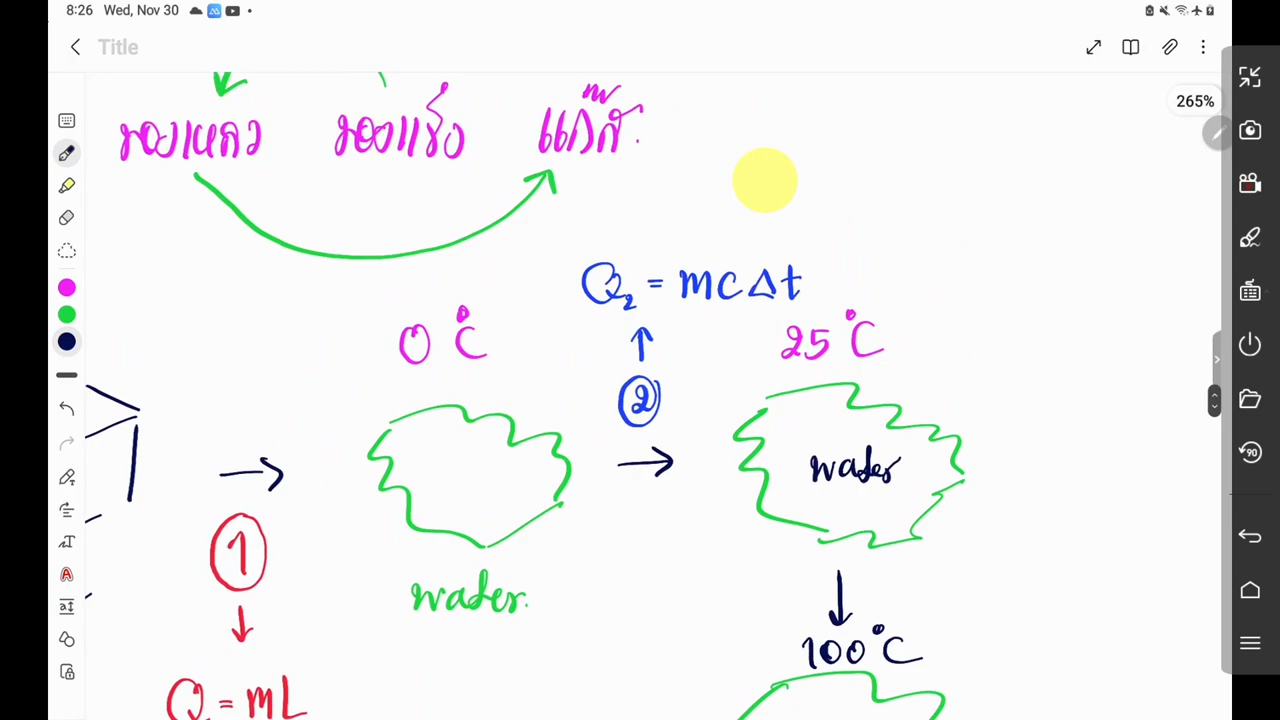 8:26 Wed, Nov 30
Title
265%
ของเหลว ของแข็ง แก๊ส
Q₂ = mcΔt
0 °C 25 °C
2
water
1
water.
100 °C
Q = mL